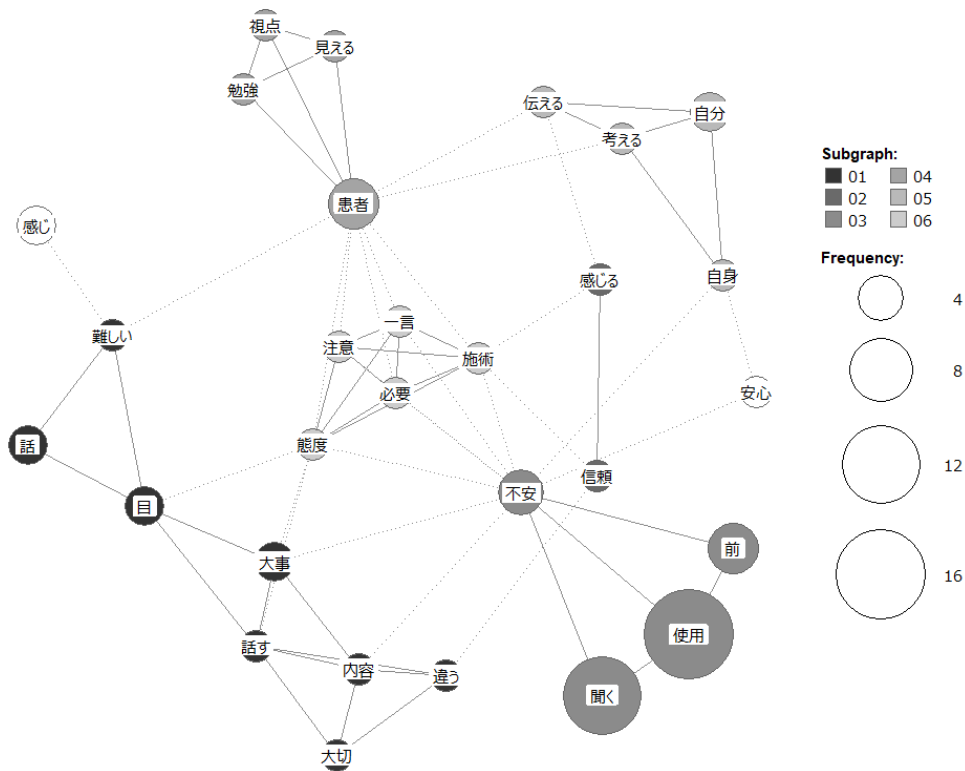 視点
見える
勉強
伝える
自分
考える
患者
感じ
自身
感じる
一言
難しい
注意
施術
必要
安心
態度
話
信頼
不安
目
前
大事
使用
話す
内容
違う
聞く
大切
Subgraph:
01 04
02 05
03 06
Frequency:
4
8
12
16